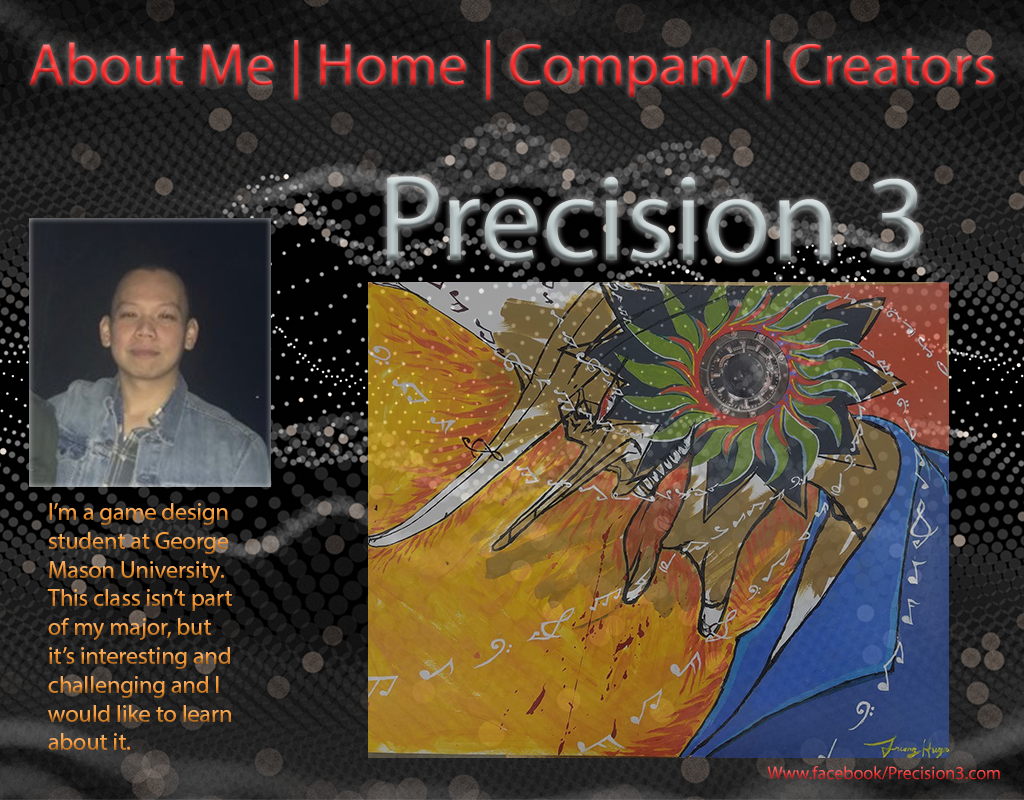 About Me | Home | Company | Creators
Precision 3
I'm a game design
student at George
Mason University.
This class isn't part
of my major, but
it's interesting and
challenging and I
would like to learn
about it.
Www.facebook/Precision3.com